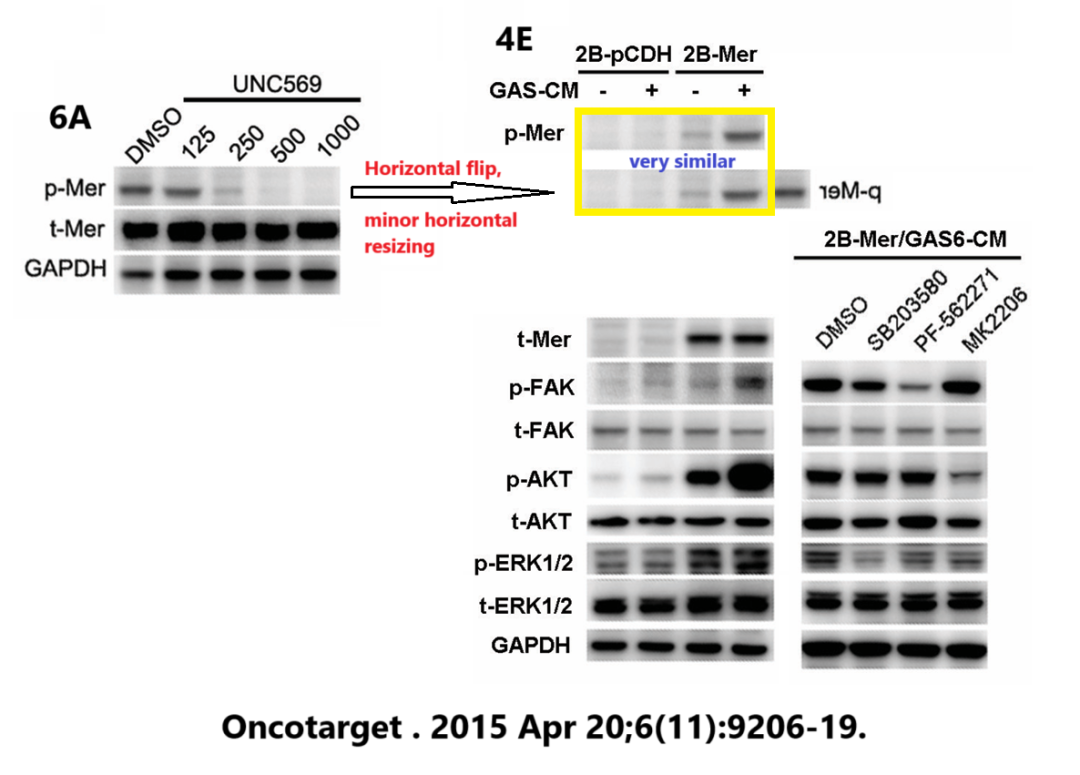 4E
2B-pCDH 2B-Mer
GAS-CM - + - +
p-Mer
very similar
p-Mer
6A
UNC569
DMSO 125 250 500 1000
p-Mer
t-Mer
GAPDH
Horizontal flip,
minor horizontal
resizing
2B-Mer/GAS6-CM
DMSO SB203580 PF-562271 MK2206
t-Mer
p-FAK
t-FAK
p-AKT
t-AKT
p-ERK1/2
t-ERK1/2
GAPDH
Oncotarget . 2015 Apr 20;6(11):9206-19.